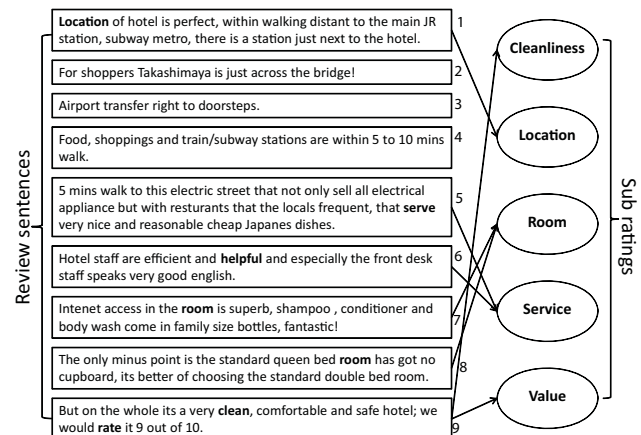 Location of hotel is perfect, within walking distant to the main JR
station, subway metro, there is a station just next to the hotel.
1
For shoppers Takashimaya is just across the bridge!
2
Airport transfer right to doorsteps.
3
Food, shoppings and train/subway stations are within 5 to 10 mins
walk.
4
5 mins walk to this electric street that not only sell all electrical
appliance but with resturants that the locals frequent, that serve
very nice and reasonable cheap Japanes dishes.
5
Hotel staff are efficient and helpful and especially the front desk
staff speaks very good english.
6
Intenet access in the room is superb, shampoo , conditioner and
body wash come in family size bottles, fantastic!
7
The only minus point is the standard queen bed room has got no
cupboard, its better of choosing the standard double bed room.
8
But on the whole its a very clean, comfortable and safe hotel; we
would rate it 9 out of 10.
9
Review sentences
Cleanliness
Location
Room
Service
Value
Sub ratings